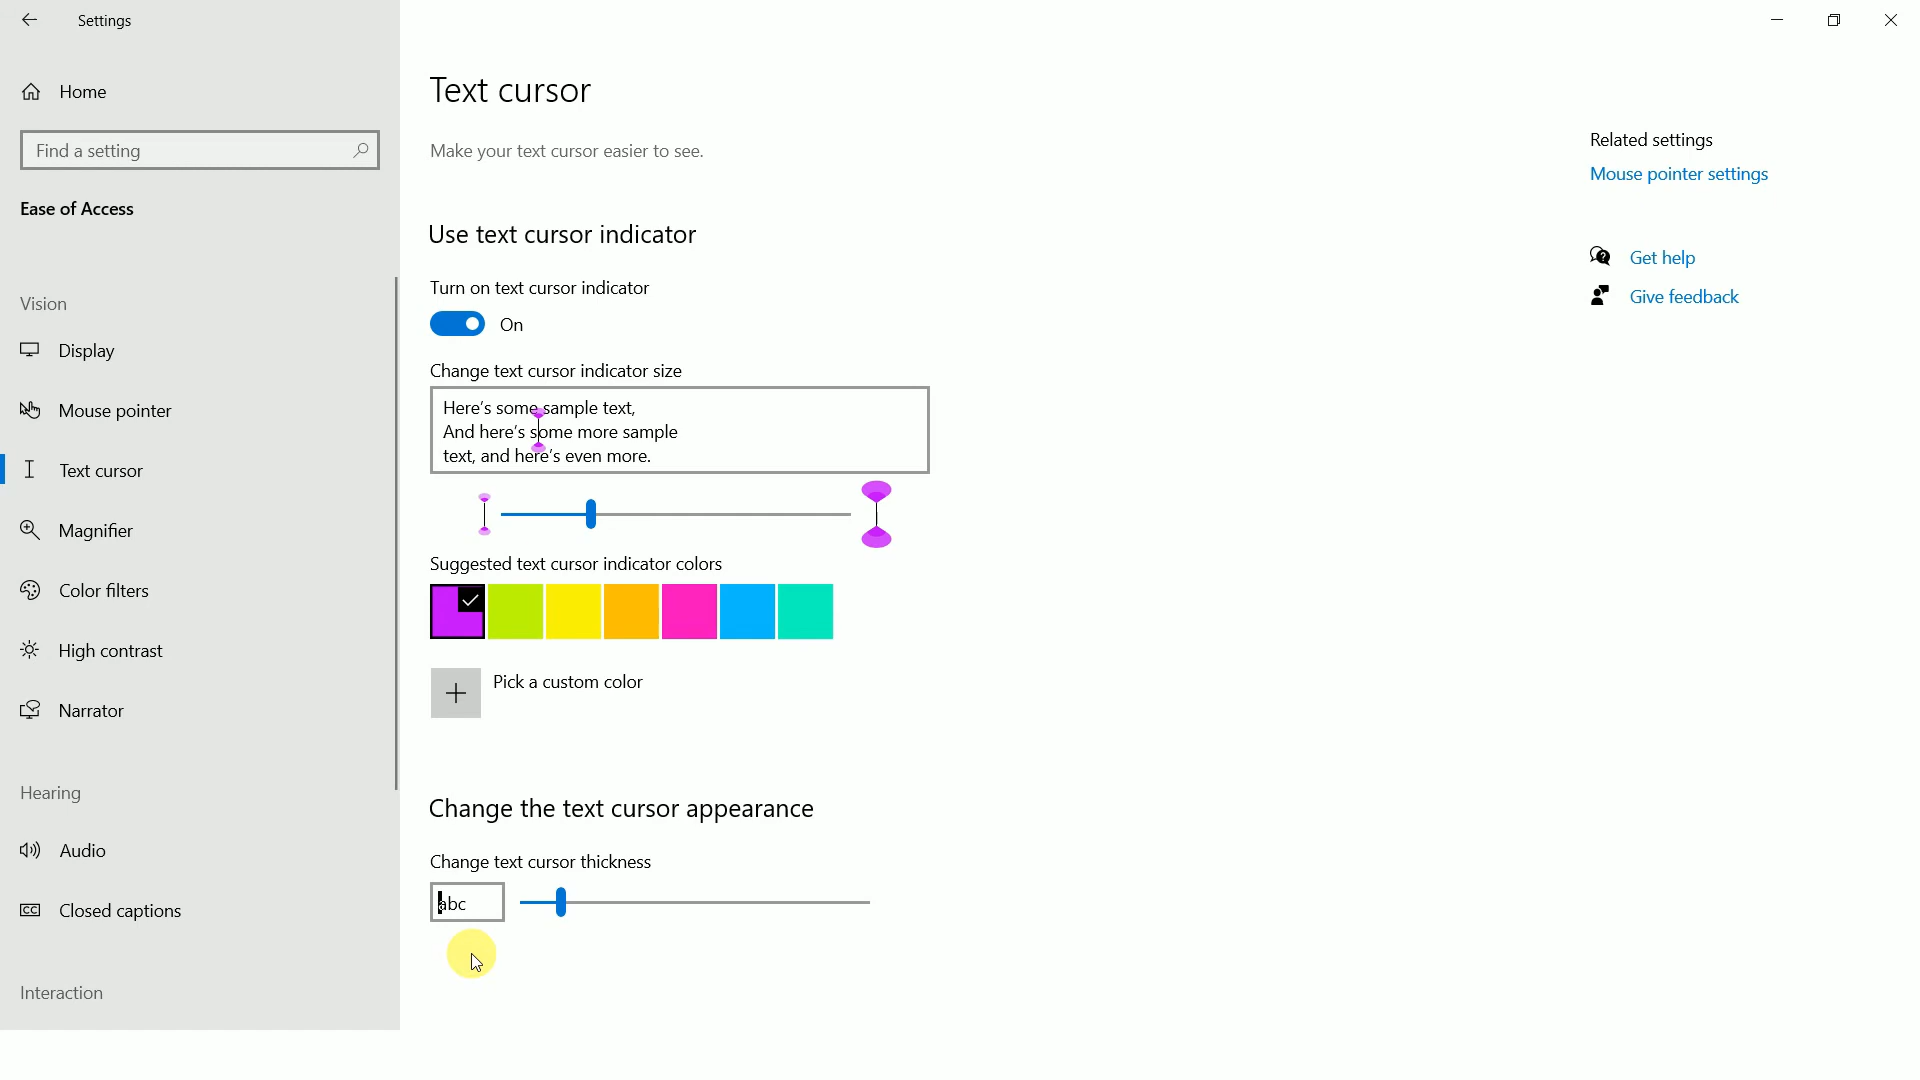 Settings
Home
Find a setting
Ease of Access
Vision
Display
Mouse pointer
Text cursor
Magnifier
Color filters
High contrast
Narrator
Hearing
Audio
Closed captions
Interaction
Text cursor
Make your text cursor easier to see.
Use text cursor indicator
Turn on text cursor indicator
On
Change text cursor indicator size
Here's some sample text,
And here's some more sample
text, and here's even more.
Suggested text cursor indicator colors
Pick a custom color
Change the text cursor appearance
Change text cursor thickness
abc
Related settings
Mouse pointer settings
Get help
Give feedback